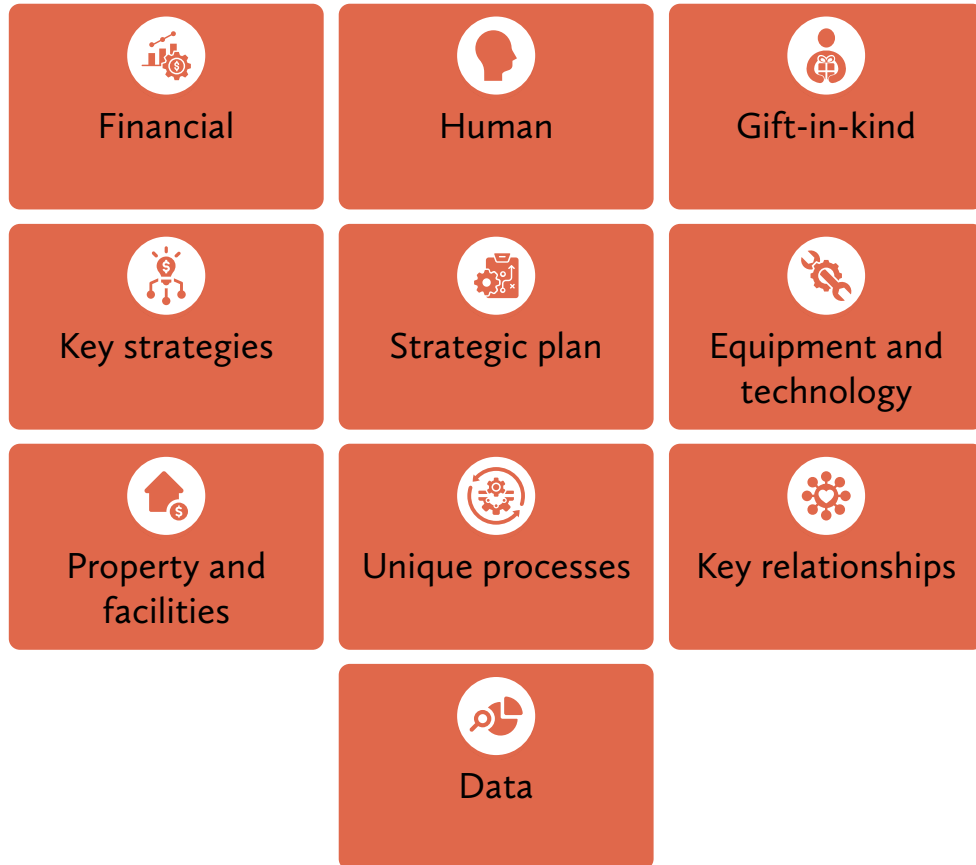 Financial
Human
Gift-in-kind
Key strategies
Strategic plan
Equipment and
technology
Property and
facilities
Unique processes
Key relationships
Data